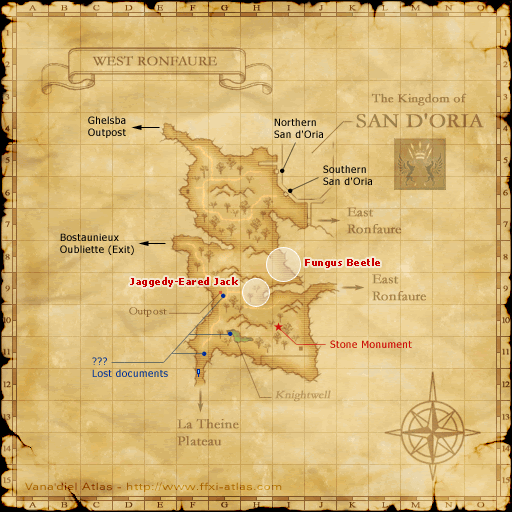 A B C D E F G H I J K L M N O
WEST RONFAURE
The Kingdom of
SAN D'ORIA
Ghelsba
Outpost
Northern
San d'Oria
Southern
San d'Oria
East
Ronfaure
Bostaunieux
Oubliette (Exit)
Fungus Beetle
Jaggedy-Eared Jack
East
Ronfaure
Outpost
Stone Monument
???
Lost documents
Knightwell
La Theine
Plateau
Vana'diel Atlas - http://www.ffxi-atlas.com
1
2
3
4
5
6
7
8
9
10
11
12
13
14
15